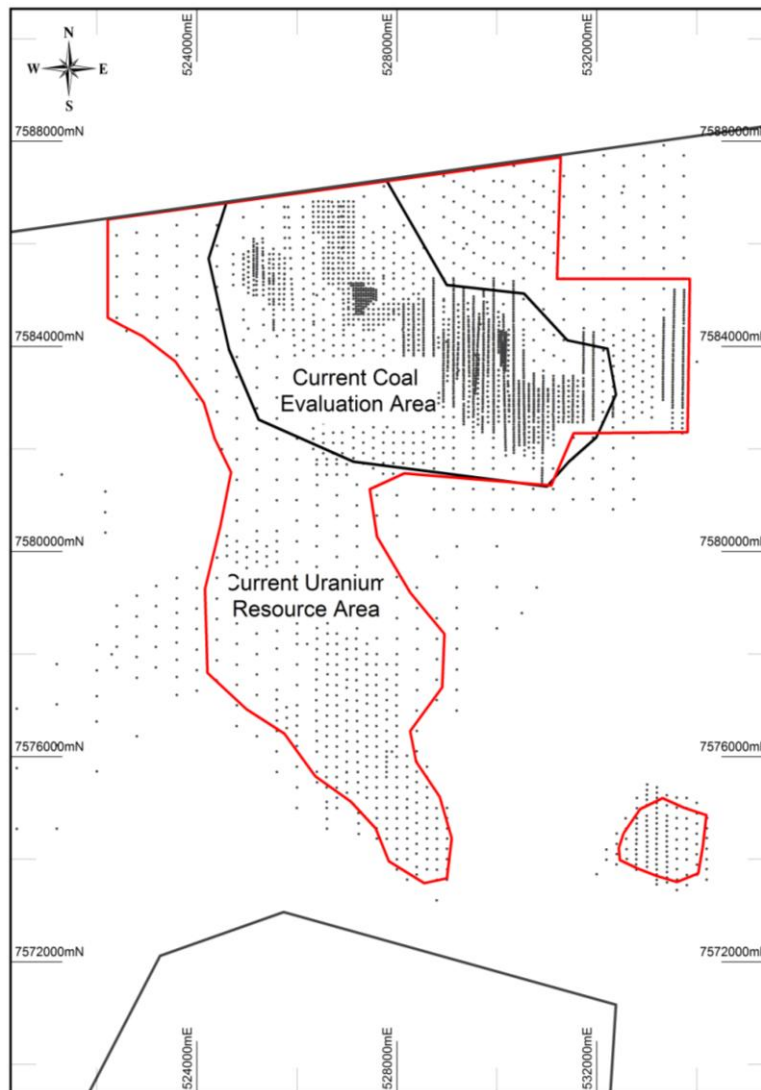 524000mE
528000mE
532000mE
N
W E
S
7588000mN
7588000mN
7584000mN
7584000mN
Current Coal
Evaluation Area
7580000mN
7580000mN
Current Uranium
Resource Area
7576000mN
7576000mN
7572000mN
7572000mN
524000mE
528000mE
532000mE